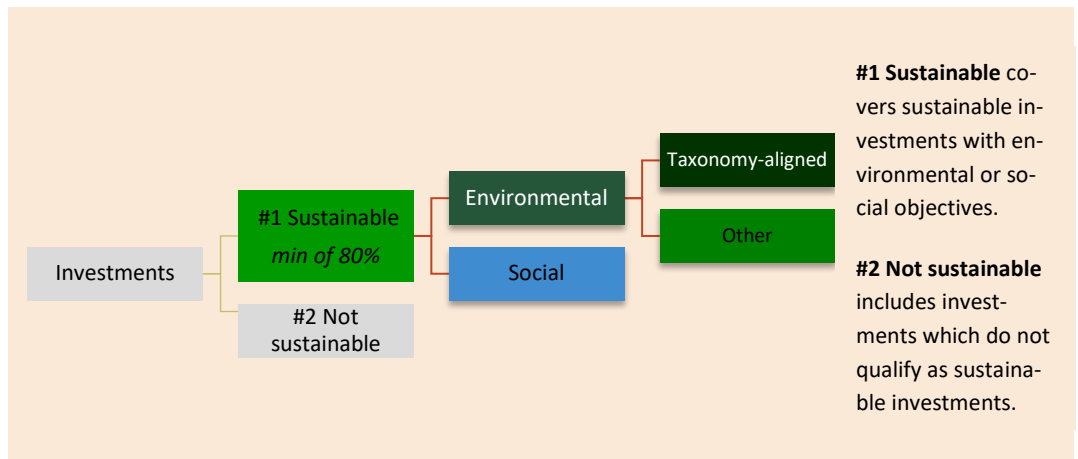 Investments
#1 Sustainable
min of 80%
#2 Not
sustainable
Environmental
Social
Taxonomy-aligned
Other
#1 Sustainable co-
vers sustainable in-
vestments with en-
vironmental or so-
cial objectives.
#2 Not sustainable
includes invest-
ments which do not
qualify as sustaina-
ble investments.